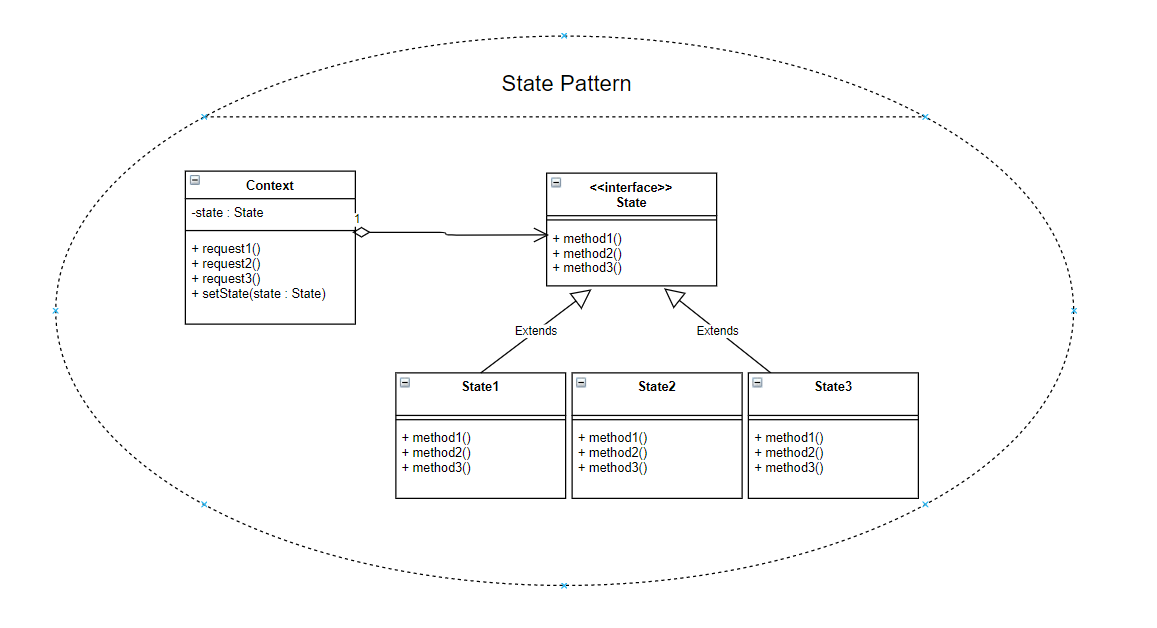 State Pattern
Context
-state : State
1
+ request1()
+ request2()
+ request3()
+ setState(state : State)
<<interface>>
State
+ method1()
+ method2()
+ method3()
Extends
Extends
State1
+ method1()
+ method2()
+ method3()
State2
+ method1()
+ method2()
+ method3()
State3
+ method1()
+ method2()
+ method3()